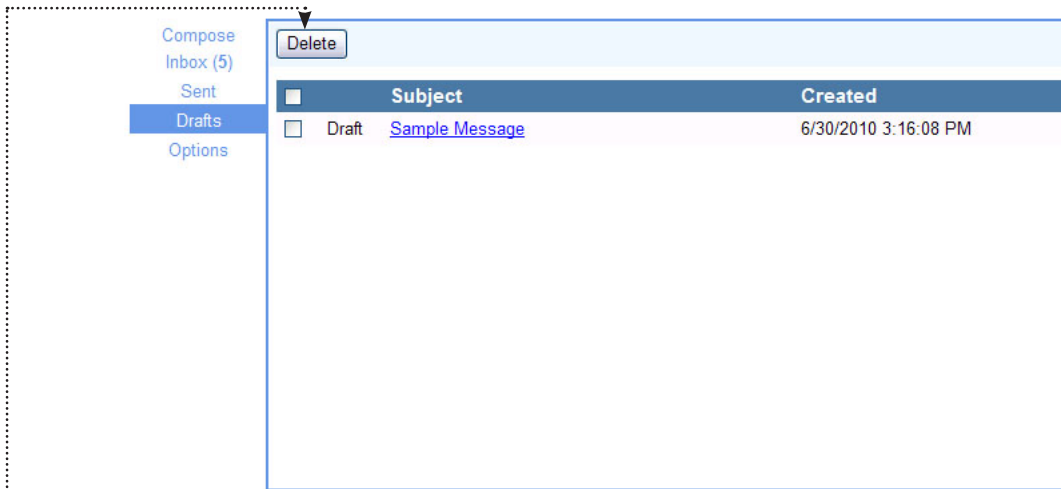 Compose
Inbox (5)
Sent
Drafts
Options
Delete
Subject Created
Draft Sample Message 6/30/2010 3:16:08 PM